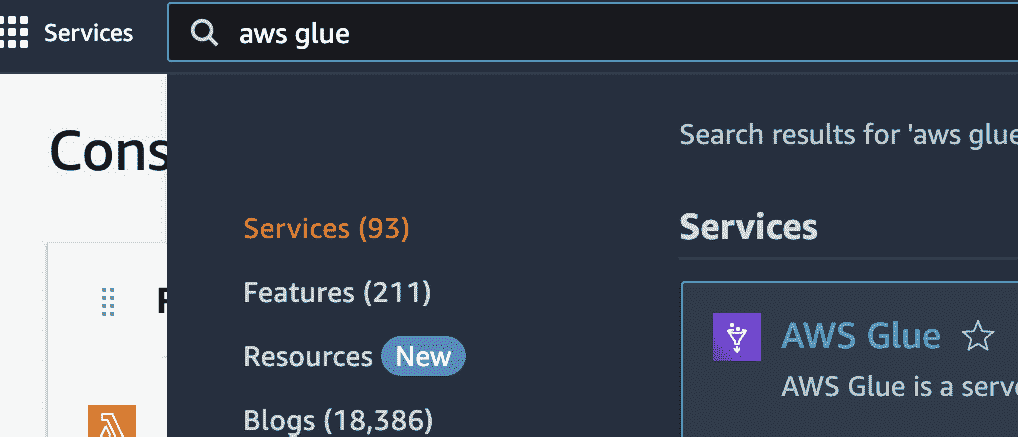 Services
aws glue
Search results for 'aws glue
Cons
Services (93)
Services
Features (211)
AWS Glue
Resources New
AWS Glue is a serv
Blogs (18,386)